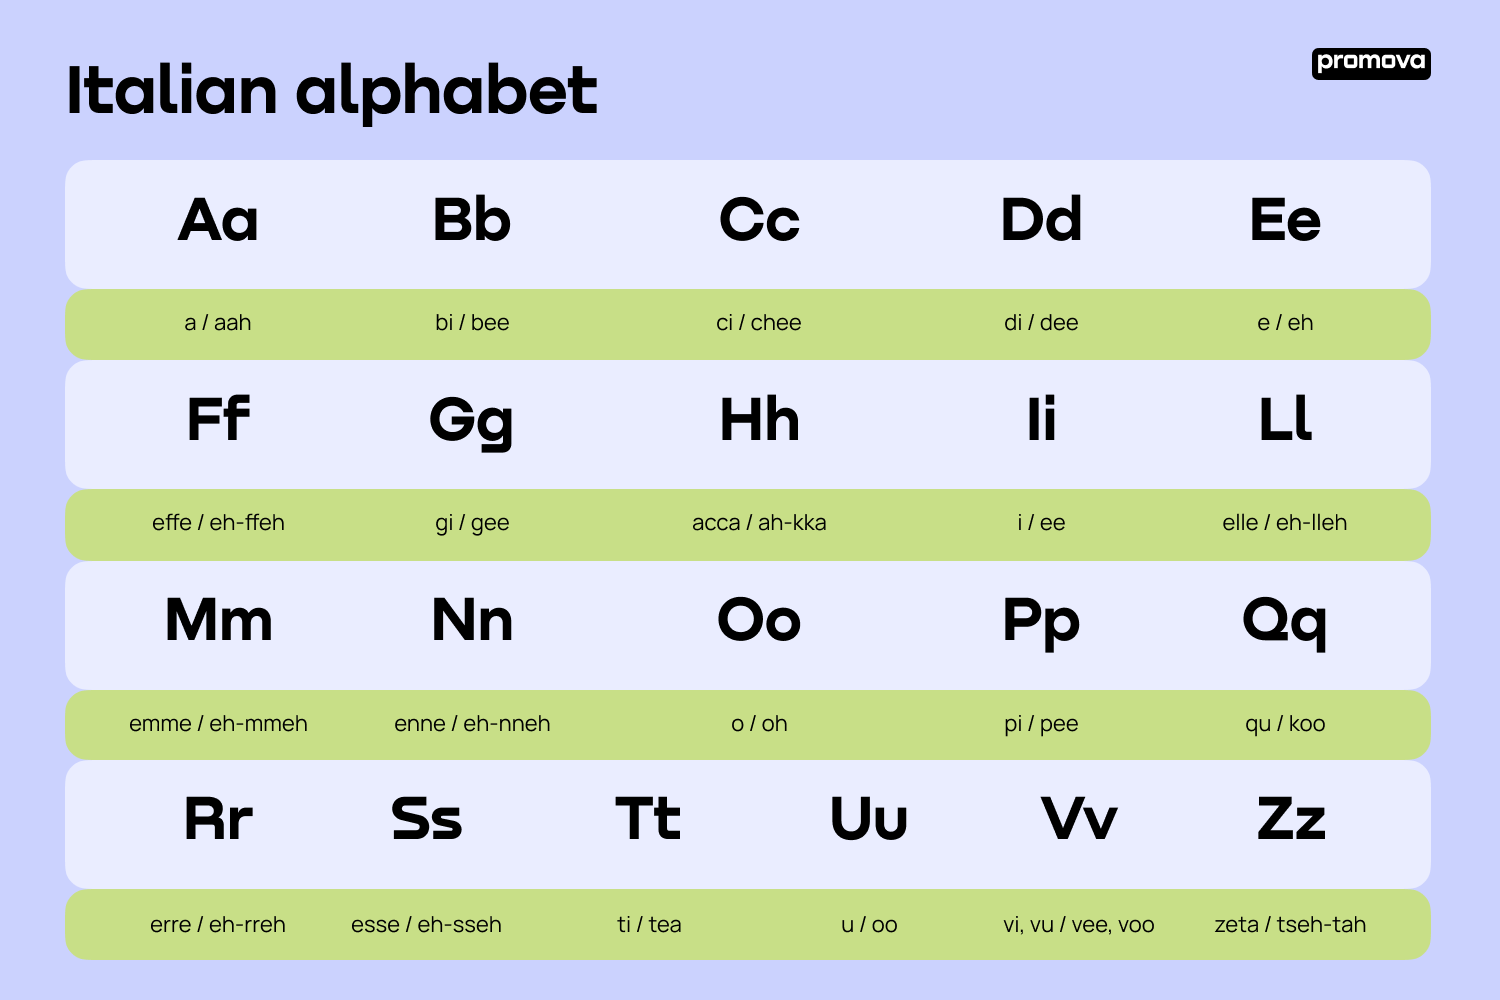 Italian alphabet
promova
Aa Bb Cc Dd Ee
a / aah bi / bee ci / chee di / dee e / eh
Ff Gg Hh Ii Ll
effe / eh-ffeh gi / gee acca / ah-kka i / ee elle / eh-lleh
Mm Nn Oo Pp Qq
emme / eh-mmeh enne / eh-nneh o / oh pi / pee qu / koo
Rr Ss Tt Uu Vv Zz
erre / eh-rreh esse / eh-sseh ti / tea u / oo vi, vu / vee, voo zeta / tseh-tah